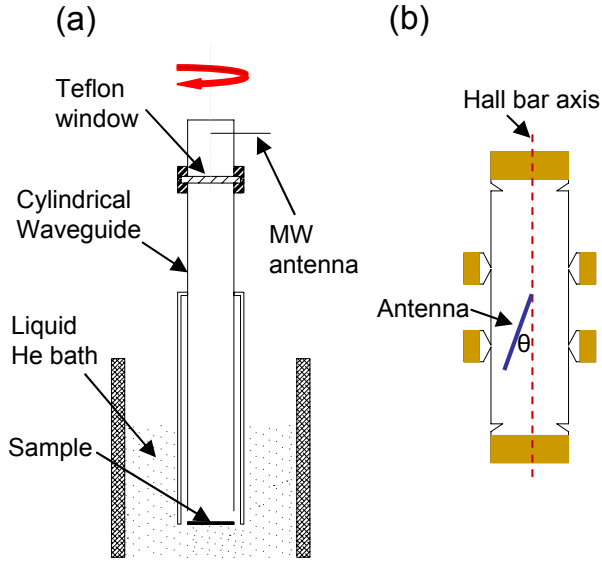 (a)
Teflon
window
Cylindrical
Waveguide
MW
antenna
Liquid
He bath
Sample
(b)
Hall bar axis
Antenna
θ